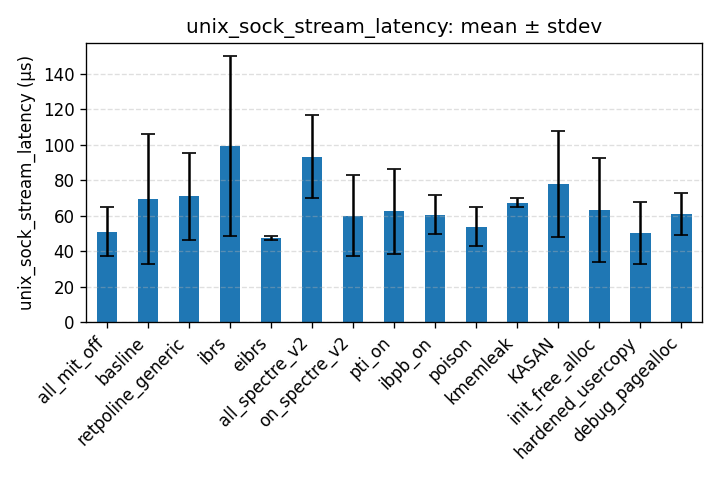 unix_sock_stream_latency: mean ± stdev
unix_sock_stream_latency (µs)
140
120
100
80
60
40
20
0
all_mit_off
basline
retpoline_generic
ibrs
eibrs
all_spectre_v2
on_spectre_v2
pti_on
ibpb_on
poison
kmemleak
KASAN
init_free_alloc
hardened_usercopy
debug_pagealloc